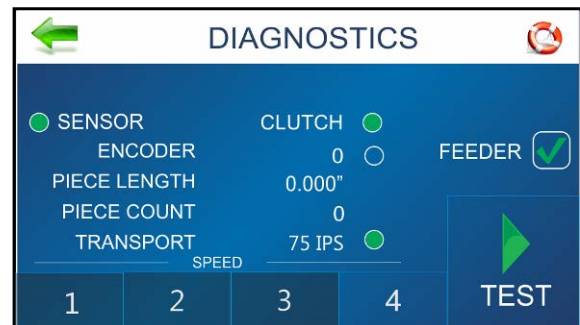 DIAGNOSTICS
SENSOR CLUTCH
ENCODER 0
FEEDER
PIECE LENGTH 0.000"
PIECE COUNT 0
TRANSPORT 75 IPS
SPEED
1 2 3 4 TEST